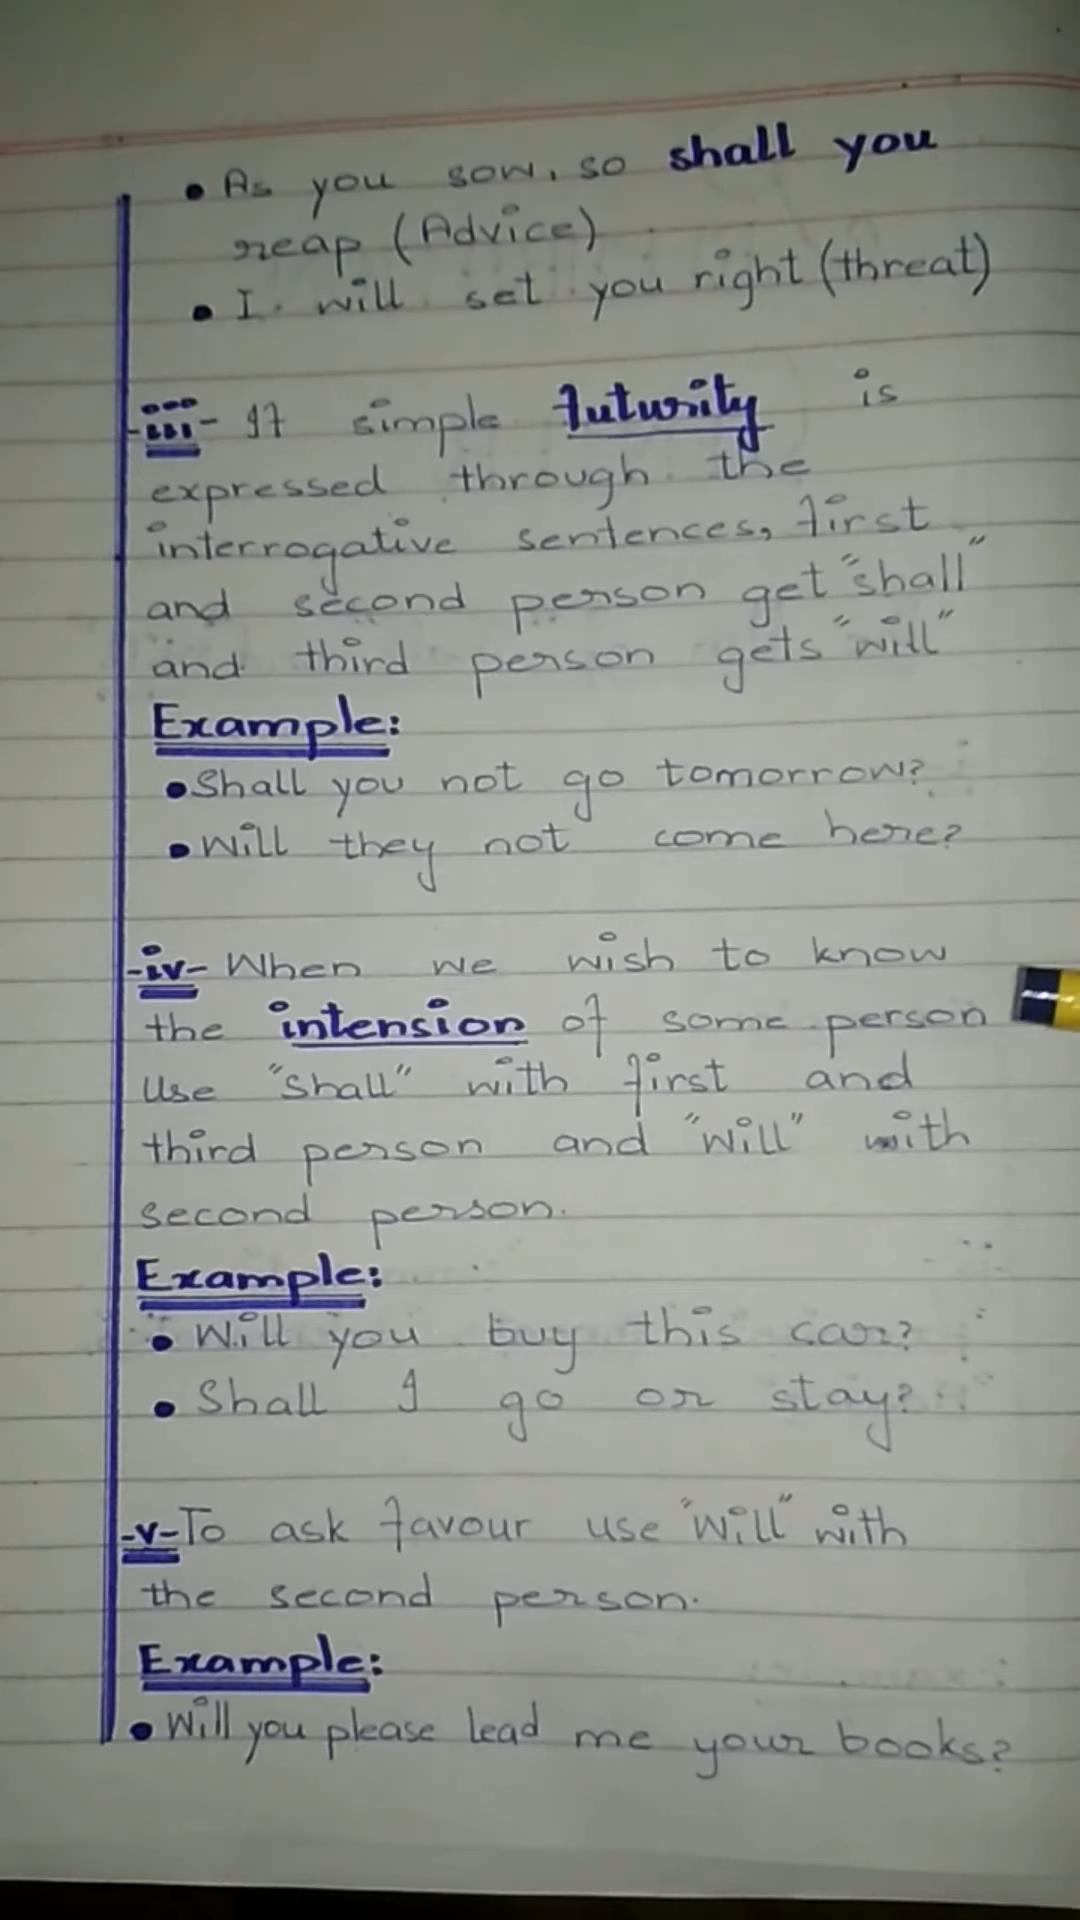 • As you sow, so shall you
reap (Advice)
• I will set you right (threat)
-iii- If simple futurity is
expressed through the
interrogative sentences, first
and second person get "shall"
and third person gets "will"
Example:
• Shall you not go tomorrow?
• Will they not come here?
-iv- When we wish to know
the intension of some person
Use "Shall" with first and
third person and "will" with
second person.
Example:
• Will you buy this car?
• Shall I go or stay?
-v- To ask favour use "will" with
the second person.
Example:
• Will you please lead me your books?